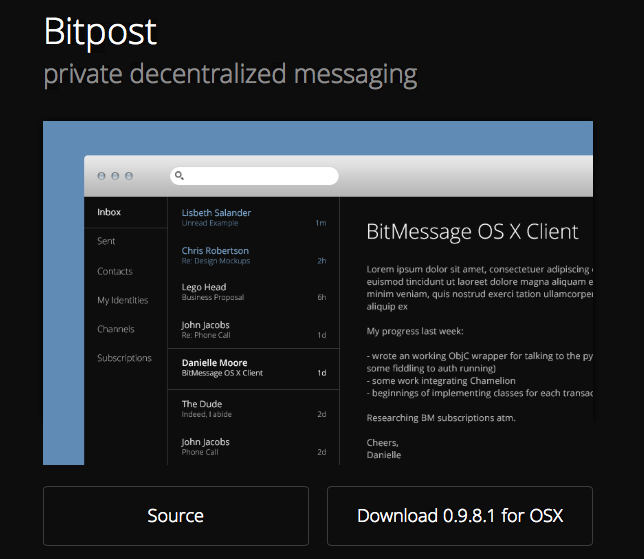 Bitpost
private decentralized messaging
Inbox
Sent
Contacts
My Identities
Channels
Subscriptions
Lisbeth Salander
Unread Example 1m
Chris Robertson
Re: Design Mockups 2h
Lego Head
Business Proposal 6h
John Jacobs
Re: Phone Call 1d
Danielle Moore
BitMessage OS X Client 1d
The Dude
Indeed, I abide 2d
John Jacobs
Phone Call 2d
BitMessage OS X Client
Lorem ipsum dolor sit amet, consectetuer adipiscing
euismod tincidunt ut laoreet dolore magna aliquam e
minim veniam, quis nostrud exerci tation ullamcorper
aliquip ex
My progress last week:
- wrote an working ObjC wrapper for talking to the py
some fiddling to auth running)
- some work integrating Chamelion
- beginnings of implementing classes for each transac
Researching BM subscriptions atm.
Cheers,
Danielle
Source
Download 0.9.8.1 for OSX